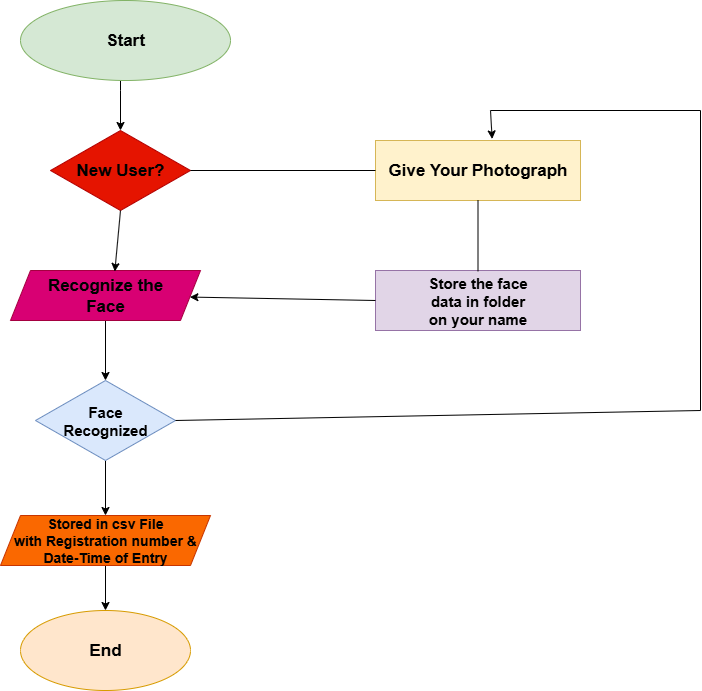 Start
New User?
Give Your Photograph
Recognize the
Face
Store the face
data in folder
on your name
Face
Recognized
Stored in csv File
with Registration number &
Date-Time of Entry
End